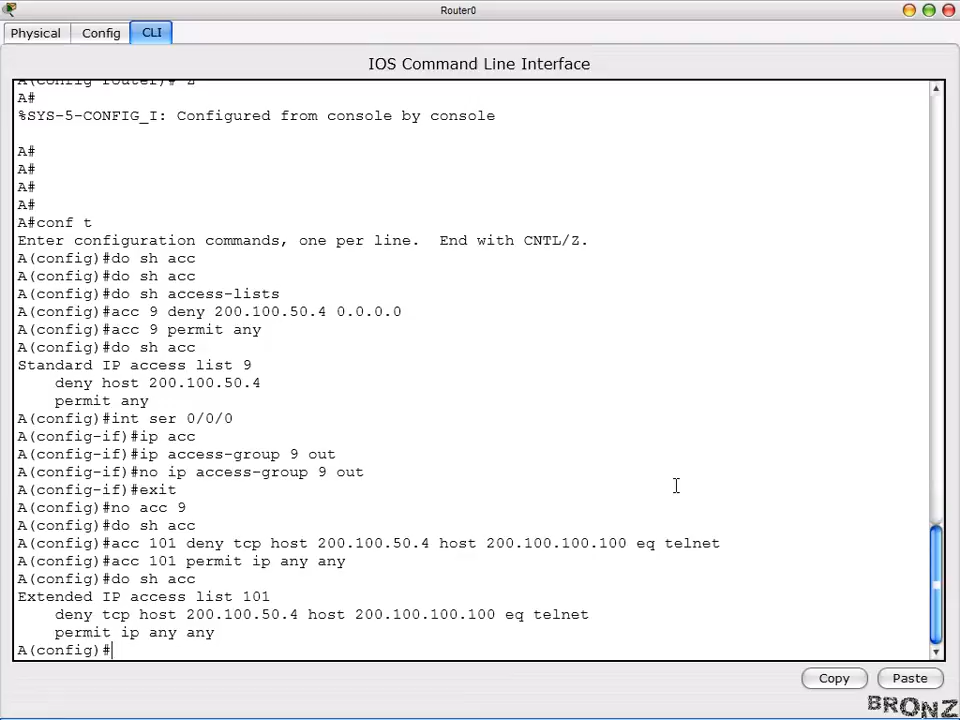 Router0
Physical Config CLI
IOS Command Line Interface
A(config-router)#^Z
A#
%SYS-5-CONFIG_I: Configured from console by console
A#
A#
A#
A#
A#conf t
Enter configuration commands, one per line.  End with CNTL/Z.
A(config)#do sh acc
A(config)#do sh acc
A(config)#do sh access-lists
A(config)#acc 9 deny 200.100.50.4 0.0.0.0
A(config)#acc 9 permit any
A(config)#do sh acc
Standard IP access list 9
    deny host 200.100.50.4
    permit any
A(config)#int ser 0/0/0
A(config-if)#ip acc
A(config-if)#ip access-group 9 out
A(config-if)#no ip access-group 9 out
A(config-if)#exit
A(config)#no acc 9
A(config)#do sh acc
A(config)#acc 101 deny tcp host 200.100.50.4 host 200.100.100.100 eq telnet
A(config)#acc 101 permit ip any any
A(config)#do sh acc
Extended IP access list 101
    deny tcp host 200.100.50.4 host 200.100.100.100 eq telnet
    permit ip any any
A(config)#
Copy Paste
BRONZ